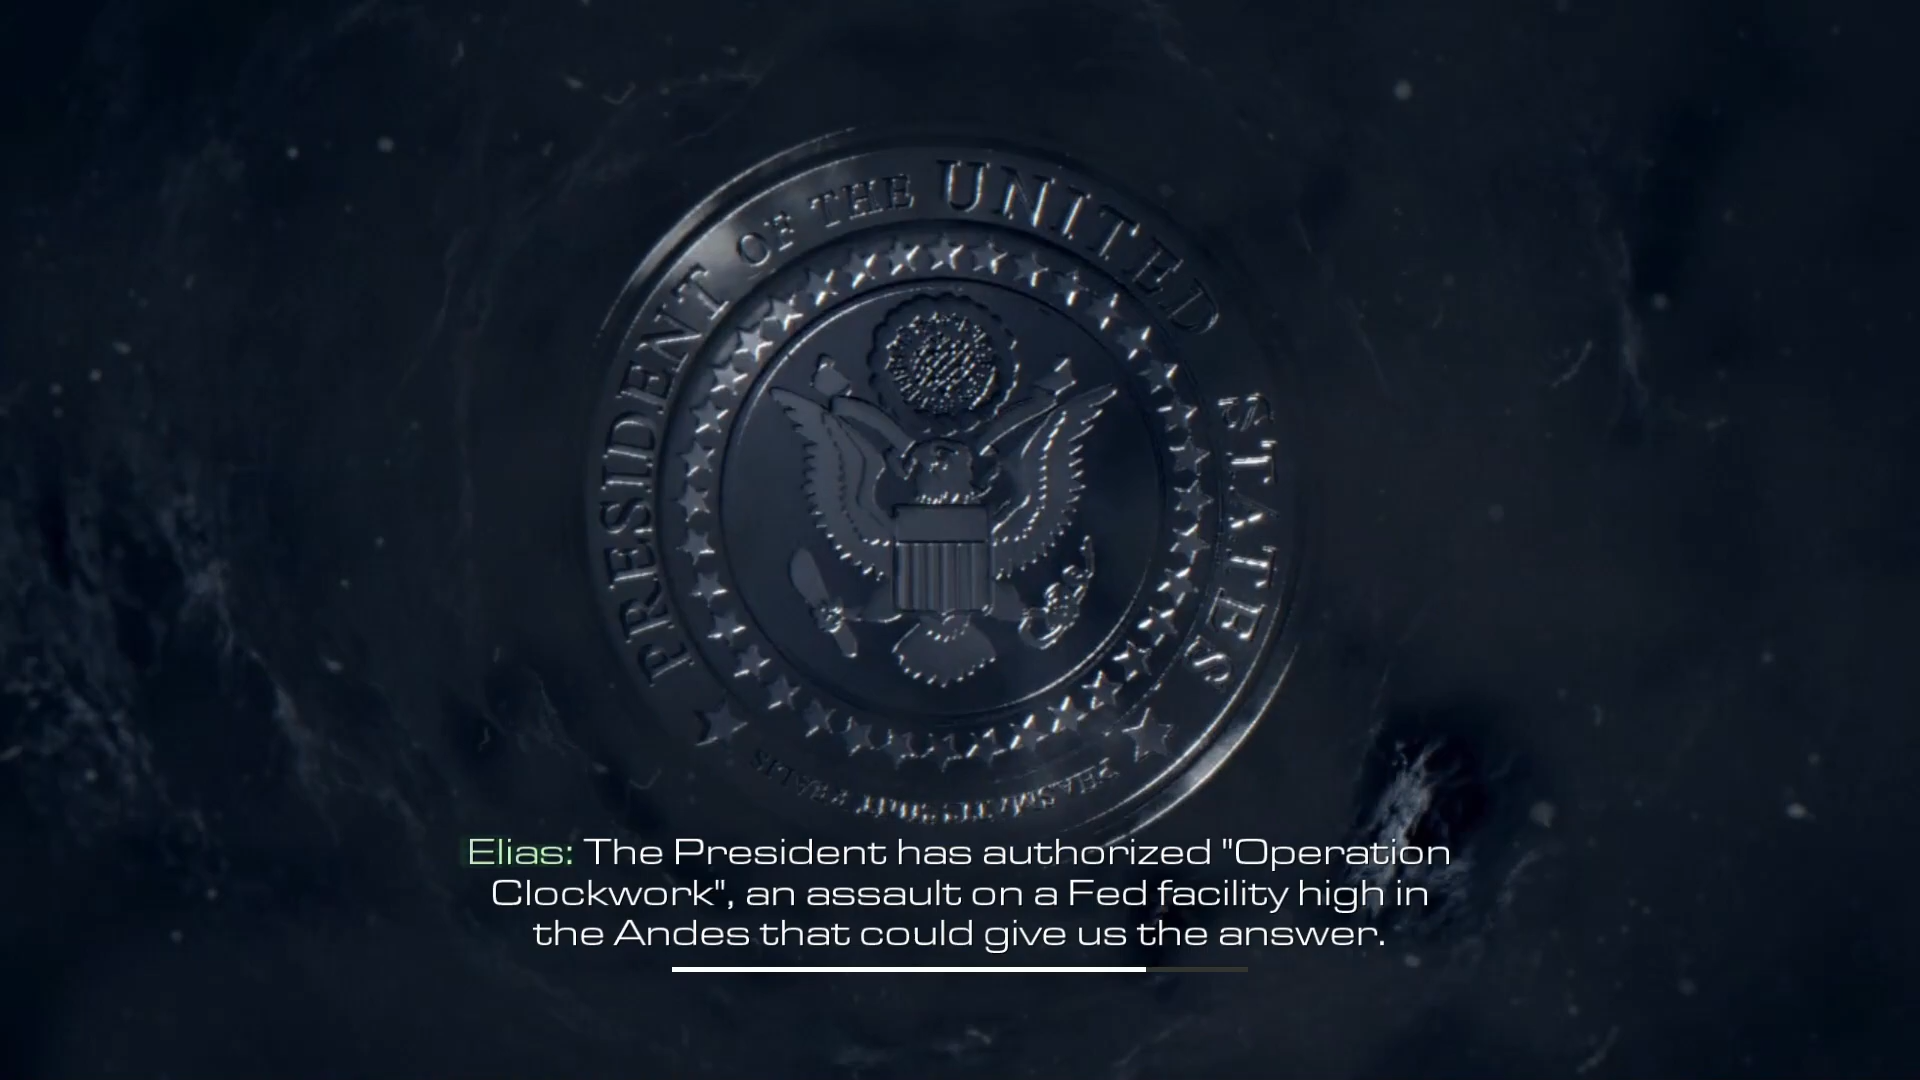 PRESIDENT OF THE UNITED STATES
Elias: The President has authorized "Operation
Clockwork", an assault on a Fed facility high in
the Andes that could give us the answer.